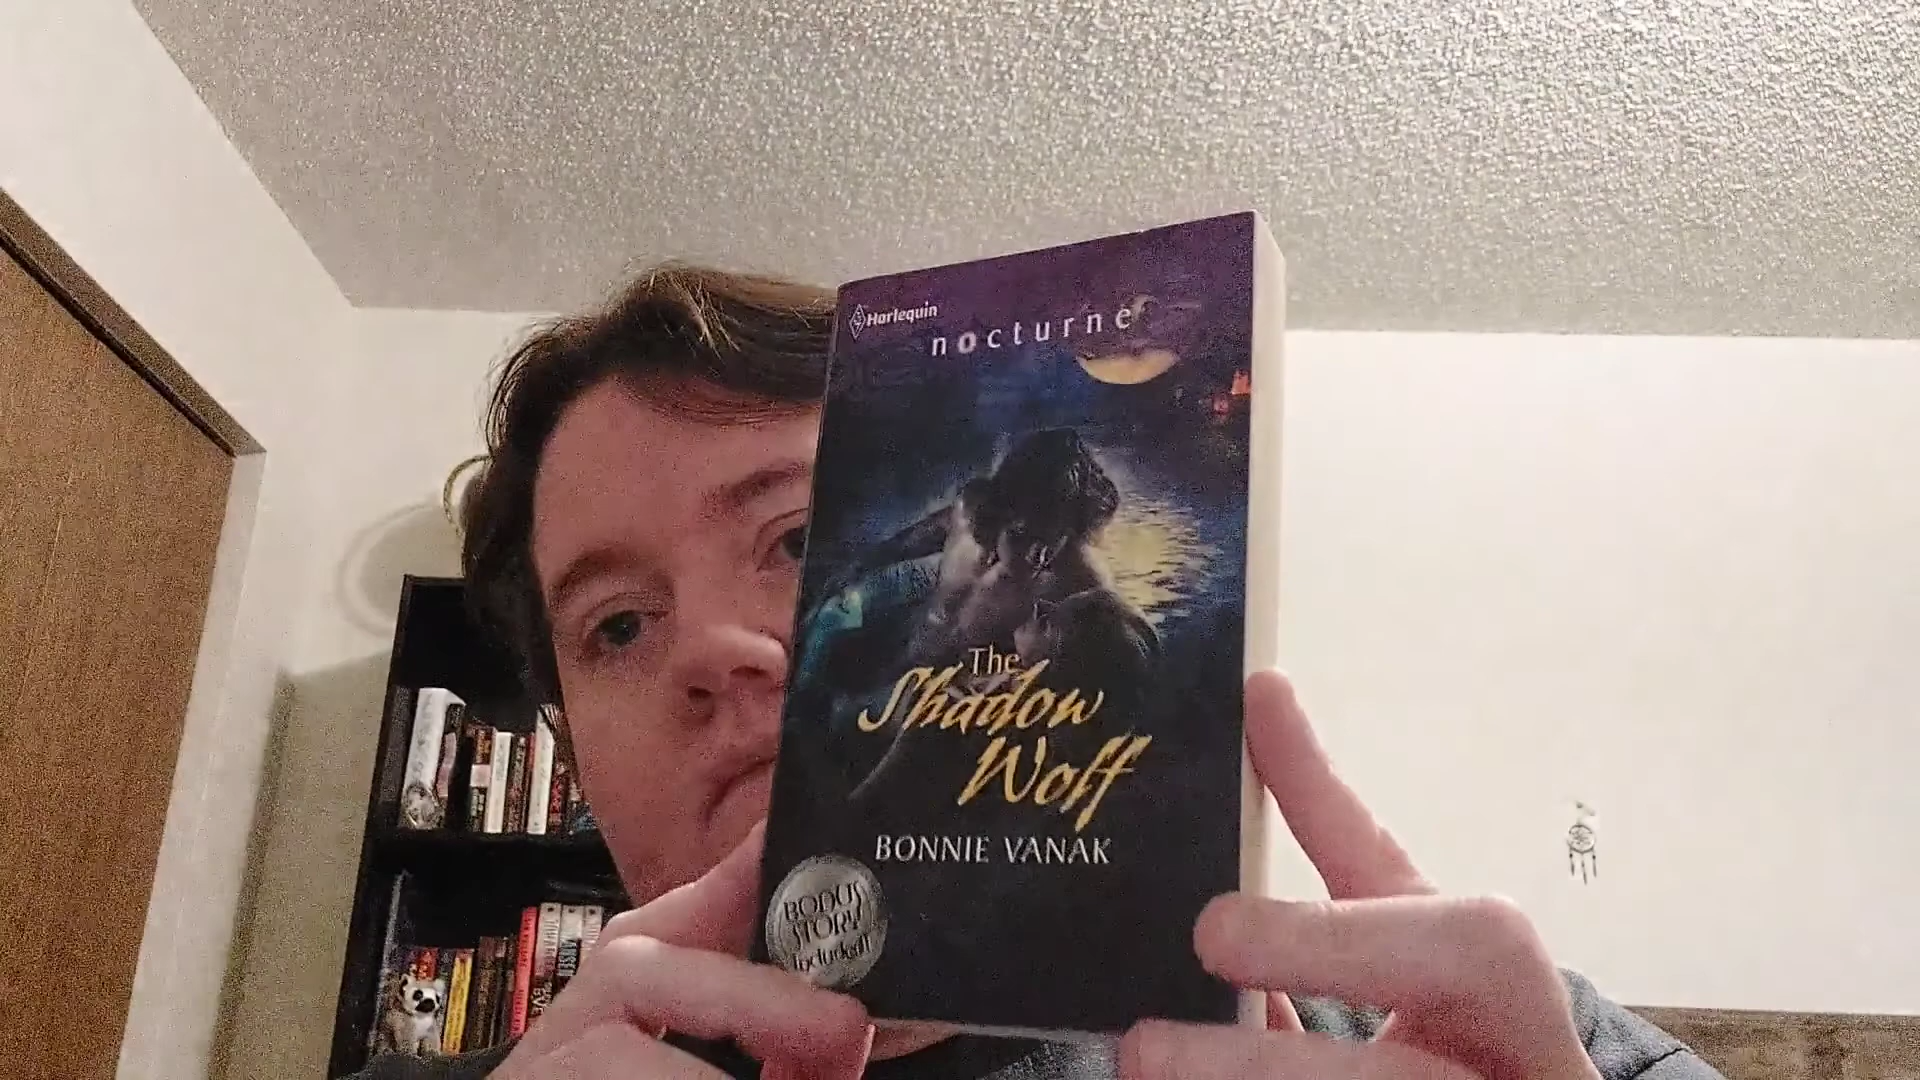 Harlequin
nocturne
The
Shadow
Wolf
BONNIE VANAK
BONUS
STORY
Included!